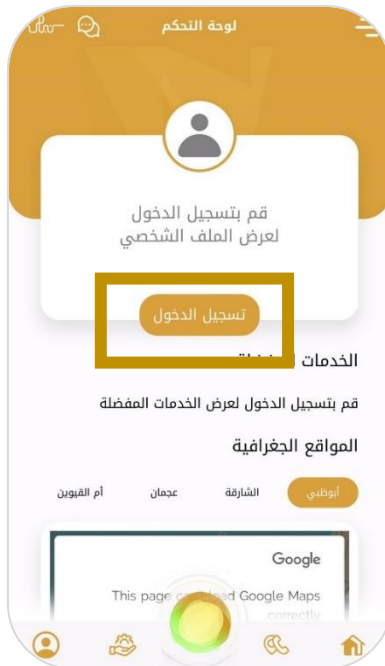 لوحة التحكم
قم بتسجيل الدخول
لعرض الملف الشخصي
تسجيل الدخول
الخدمات
قم بتسجيل الدخول لعرض الخدمات المفضلة
المواقع الجغرافية
أبوظبي الشارقة عجمان أم القيوين
Google
This page Google Maps
correctly